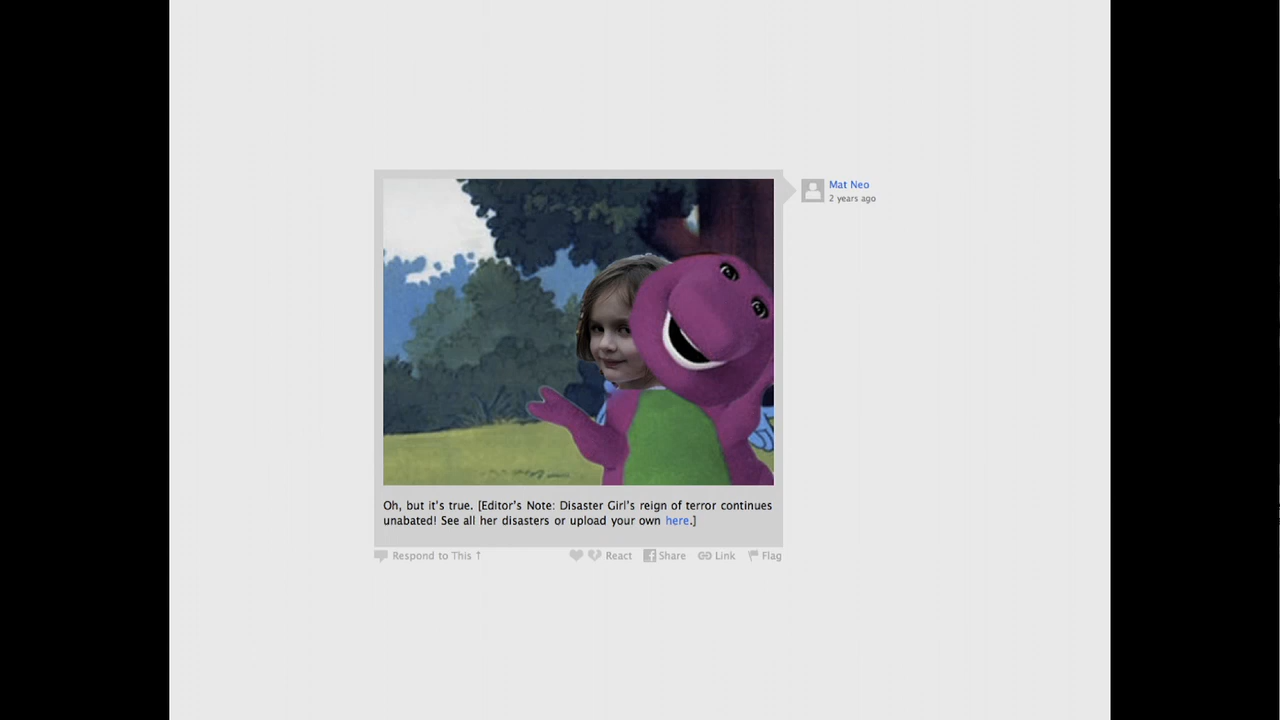 Mat Neo
2 years ago
Oh, but it's true. [Editor's Note: Disaster Girl's reign of terror continues
unabated! See all her disasters or upload your own here.]
Respond to This ↑ React Share Link Flag